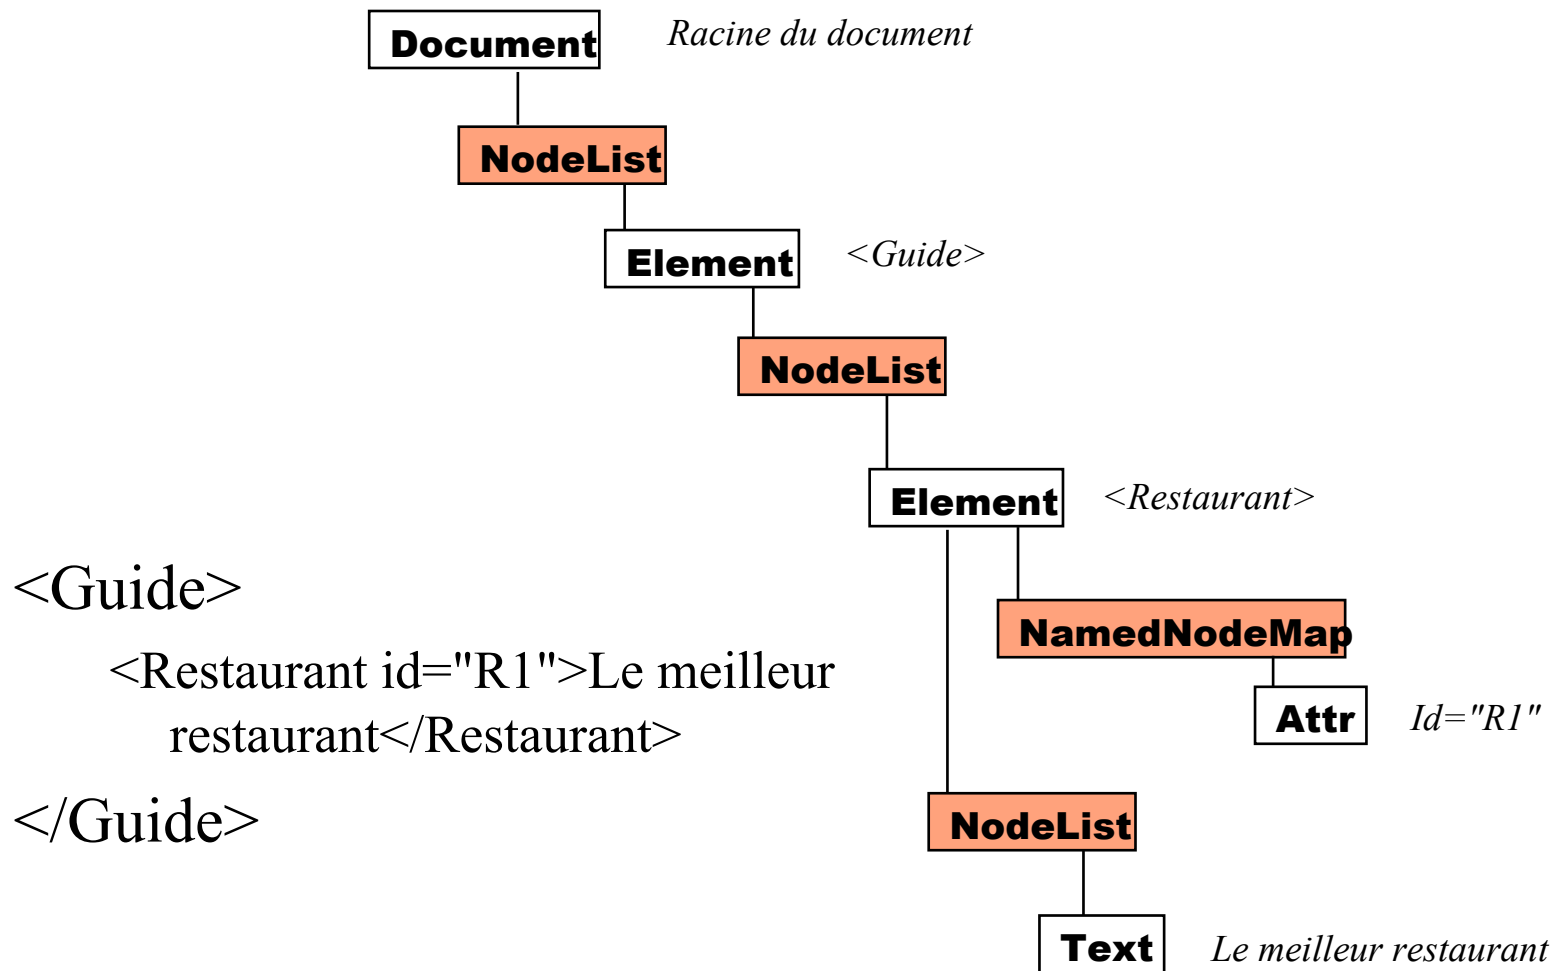 Document
Racine du document
NodeList
Element
<Guide>
NodeList
Element
<Restaurant>
NamedNodeMap
Attr
Id="R1"
NodeList
Text
Le meilleur restaurant
<Guide>
<Restaurant id="R1">Le meilleur
restaurant</Restaurant>
</Guide>